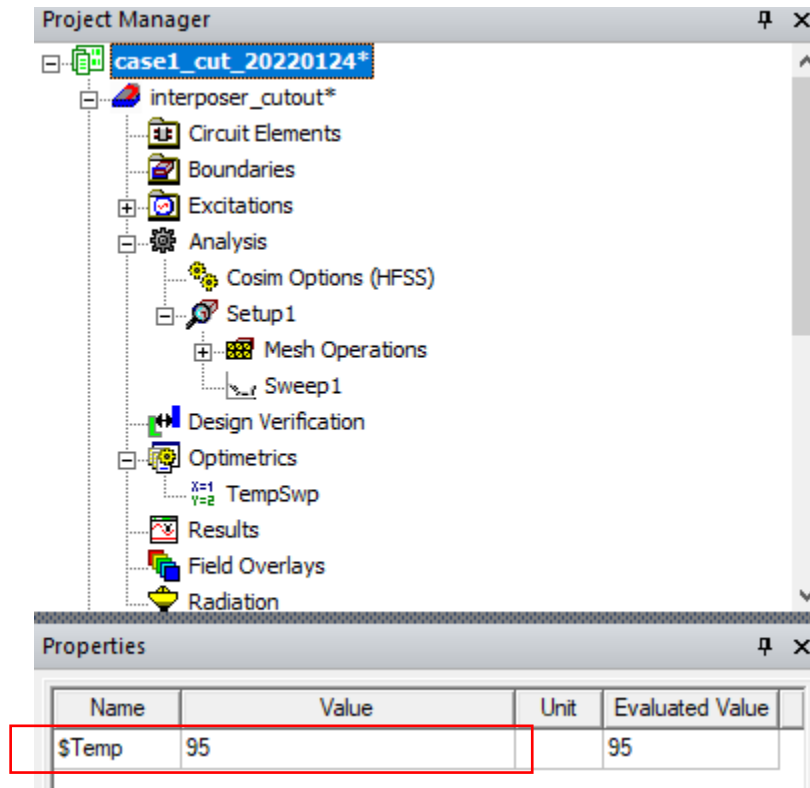 Project Manager
case1_cut_20220124*
interposer_cutout*
Circuit Elements
Boundaries
Excitations
Analysis
Cosim Options (HFSS)
Setup1
Mesh Operations
Sweep1
Design Verification
Optimetrics
X=1
Y=2
TempSwp
Results
Field Overlays
Radiation
Properties
Name Value Unit Evaluated Value
$Temp 95 95